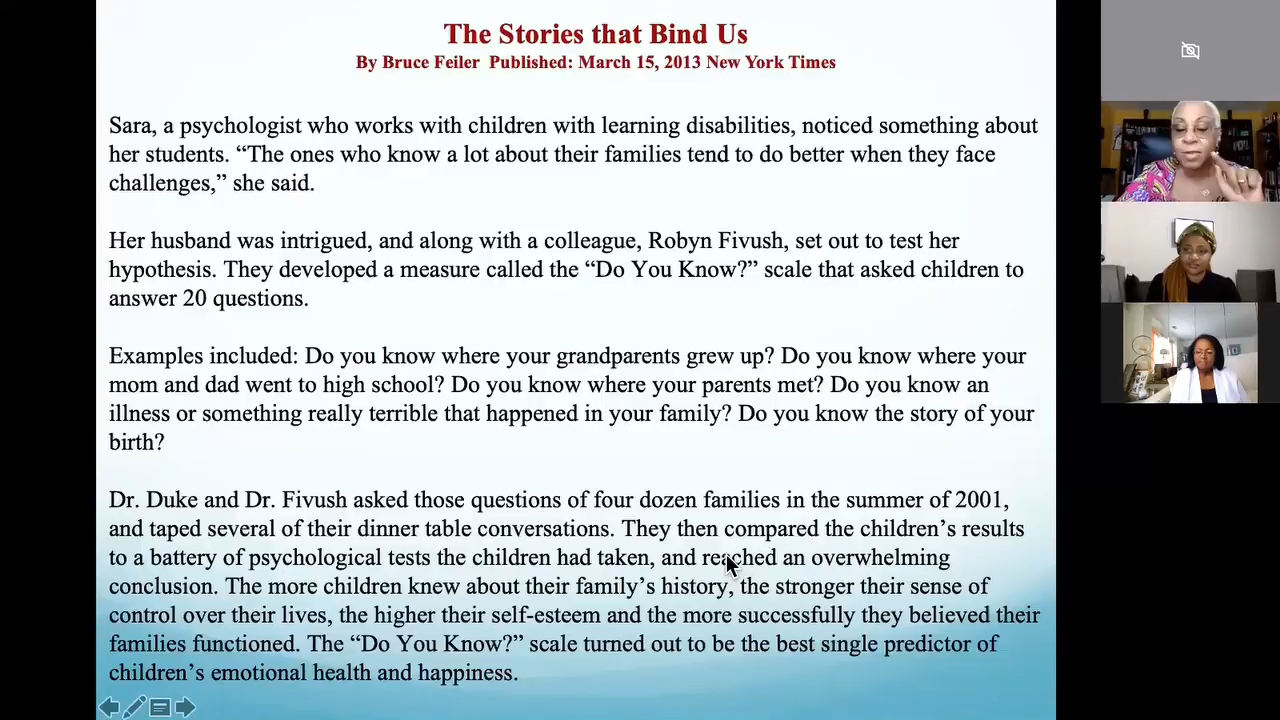 The Stories that Bind Us
By Bruce Feiler  Published: March 15, 2013 New York Times
Sara, a psychologist who works with children with learning disabilities, noticed something about
her students. “The ones who know a lot about their families tend to do better when they face
challenges,” she said.
Her husband was intrigued, and along with a colleague, Robyn Fivush, set out to test her
hypothesis. They developed a measure called the “Do You Know?” scale that asked children to
answer 20 questions.
Examples included: Do you know where your grandparents grew up? Do you know where your
mom and dad went to high school? Do you know where your parents met? Do you know an
illness or something really terrible that happened in your family? Do you know the story of your
birth?
Dr. Duke and Dr. Fivush asked those questions of four dozen families in the summer of 2001,
and taped several of their dinner table conversations. They then compared the children’s results
to a battery of psychological tests the children had taken, and reached an overwhelming
conclusion. The more children knew about their family’s history, the stronger their sense of
control over their lives, the higher their self-esteem and the more successfully they believed their
families functioned. The “Do You Know?” scale turned out to be the best single predictor of
children’s emotional health and happiness.